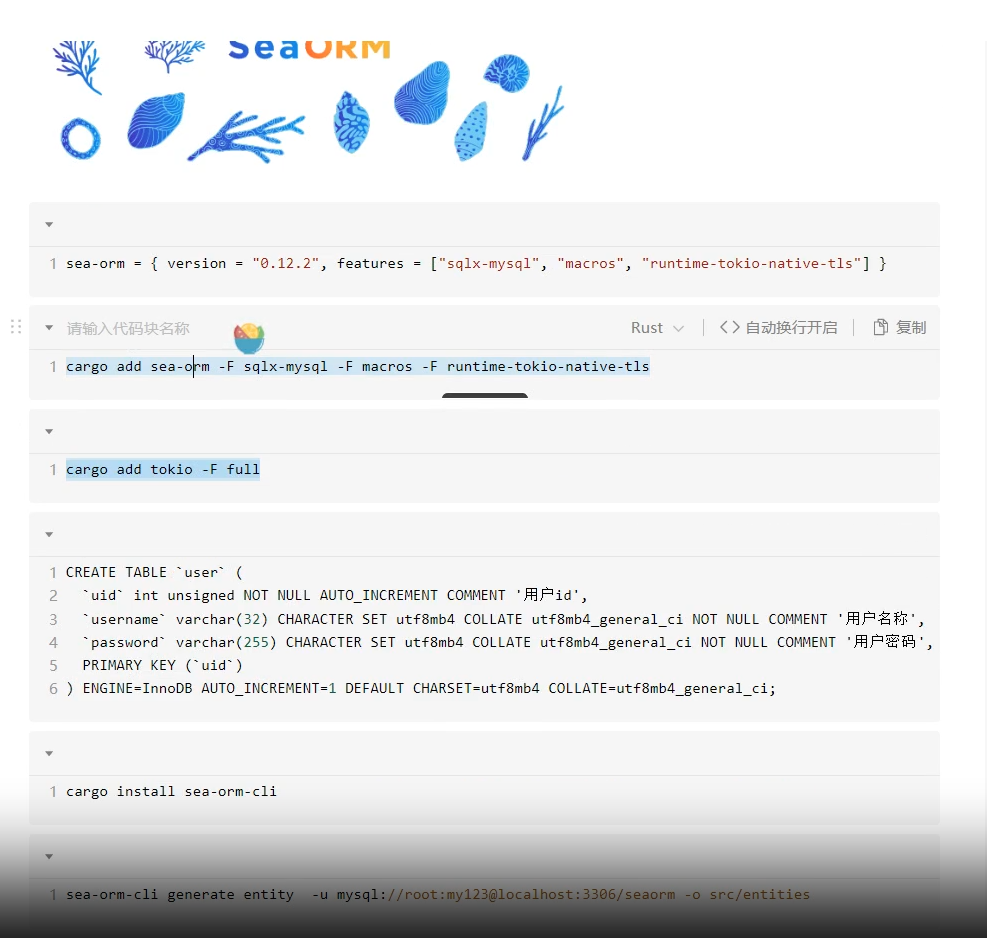 SeaORM
1 sea-orm = { version = "0.12.2", features = ["sqlx-mysql", "macros", "runtime-tokio-native-tls"] }
请输入代码块名称 Rust 自动换行开启 复制
1 cargo add sea-orm -F sqlx-mysql -F macros -F runtime-tokio-native-tls
1 cargo add tokio -F full
1 CREATE TABLE `user` (
2 `uid` int unsigned NOT NULL AUTO_INCREMENT COMMENT '用户id',
3 `username` varchar(32) CHARACTER SET utf8mb4 COLLATE utf8mb4_general_ci NOT NULL COMMENT '用户名称',
4 `password` varchar(255) CHARACTER SET utf8mb4 COLLATE utf8mb4_general_ci NOT NULL COMMENT '用户密码',
5 PRIMARY KEY (`uid`)
6 ) ENGINE=InnoDB AUTO_INCREMENT=1 DEFAULT CHARSET=utf8mb4 COLLATE=utf8mb4_general_ci;
1 cargo install sea-orm-cli
1 sea-orm-cli generate entity -u mysql://root:my123@localhost:3306/seaorm -o src/entities